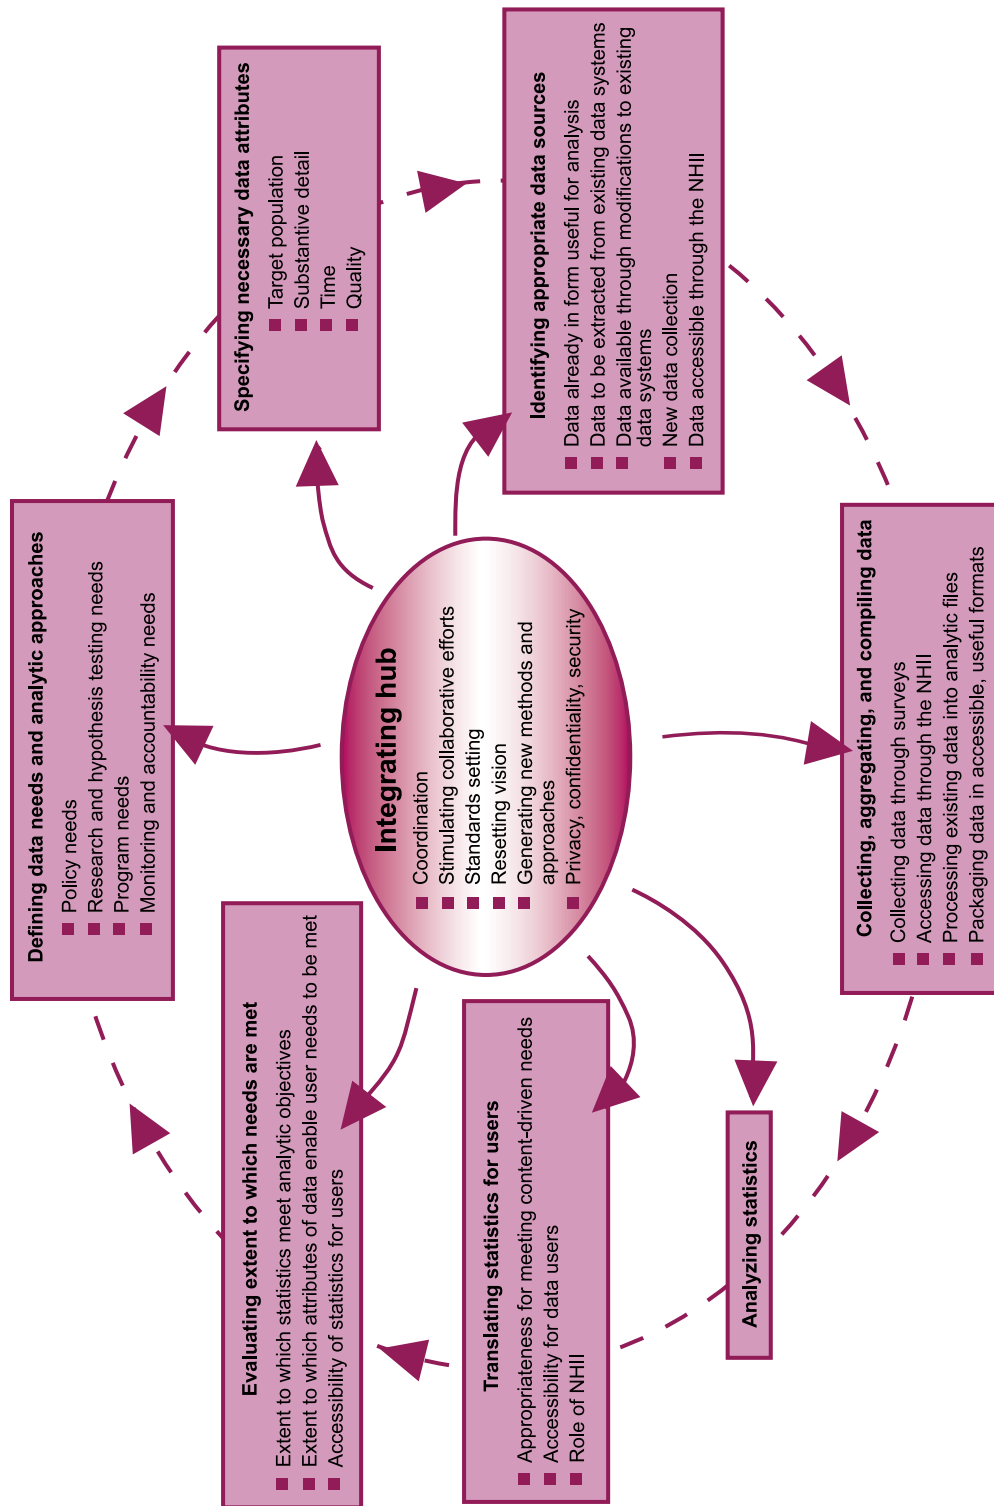 Defining data needs and analytic approaches
Policy needs
Research and hypothesis testing needs
Program needs
Monitoring and accountability needs
Specifying necessary data attributes
Target population
Substantive detail
Time
Quality
Identifying appropriate data sources
Data already in form useful for analysis
Data to be extracted from existing data systems
Data available through modifications to existing
data systems
New data collection
Data accessible through the NHII
Collecting, aggregating, and compiling data
Collecting data through surveys
Accessing data through the NHII
Processing existing data into analytic files
Packaging data in accessible, useful formats
Analyzing statistics
Translating statistics for users
Appropriateness for meeting content-driven needs
Accessibility for data users
Role of NHII
Evaluating extent to which needs are met
Extent to which statistics meet analytic objectives
Extent to which attributes of data enable user needs to be met
Accessibility of statistics for users
Integrating hub
Coordination
Stimulating collaborative efforts
Standards setting
Resetting vision
Generating new methods and
approaches
Privacy, confidentiality, security